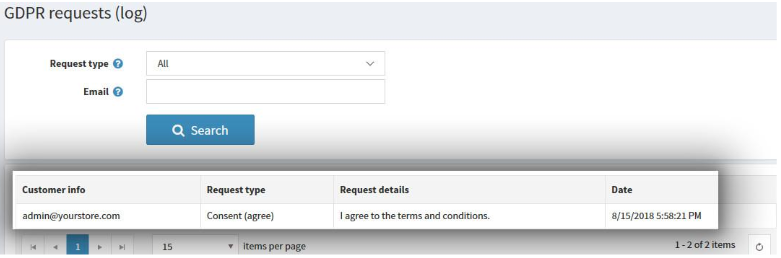 GDPR requests (log)
Request type ? All
Email ?
Search
Customer info Request type Request details Date
admin@yourstore.com Consent (agree) I agree to the terms and conditions. 8/15/2018 5:58:21 PM
1 15 items per page 1 - 2 of 2 items